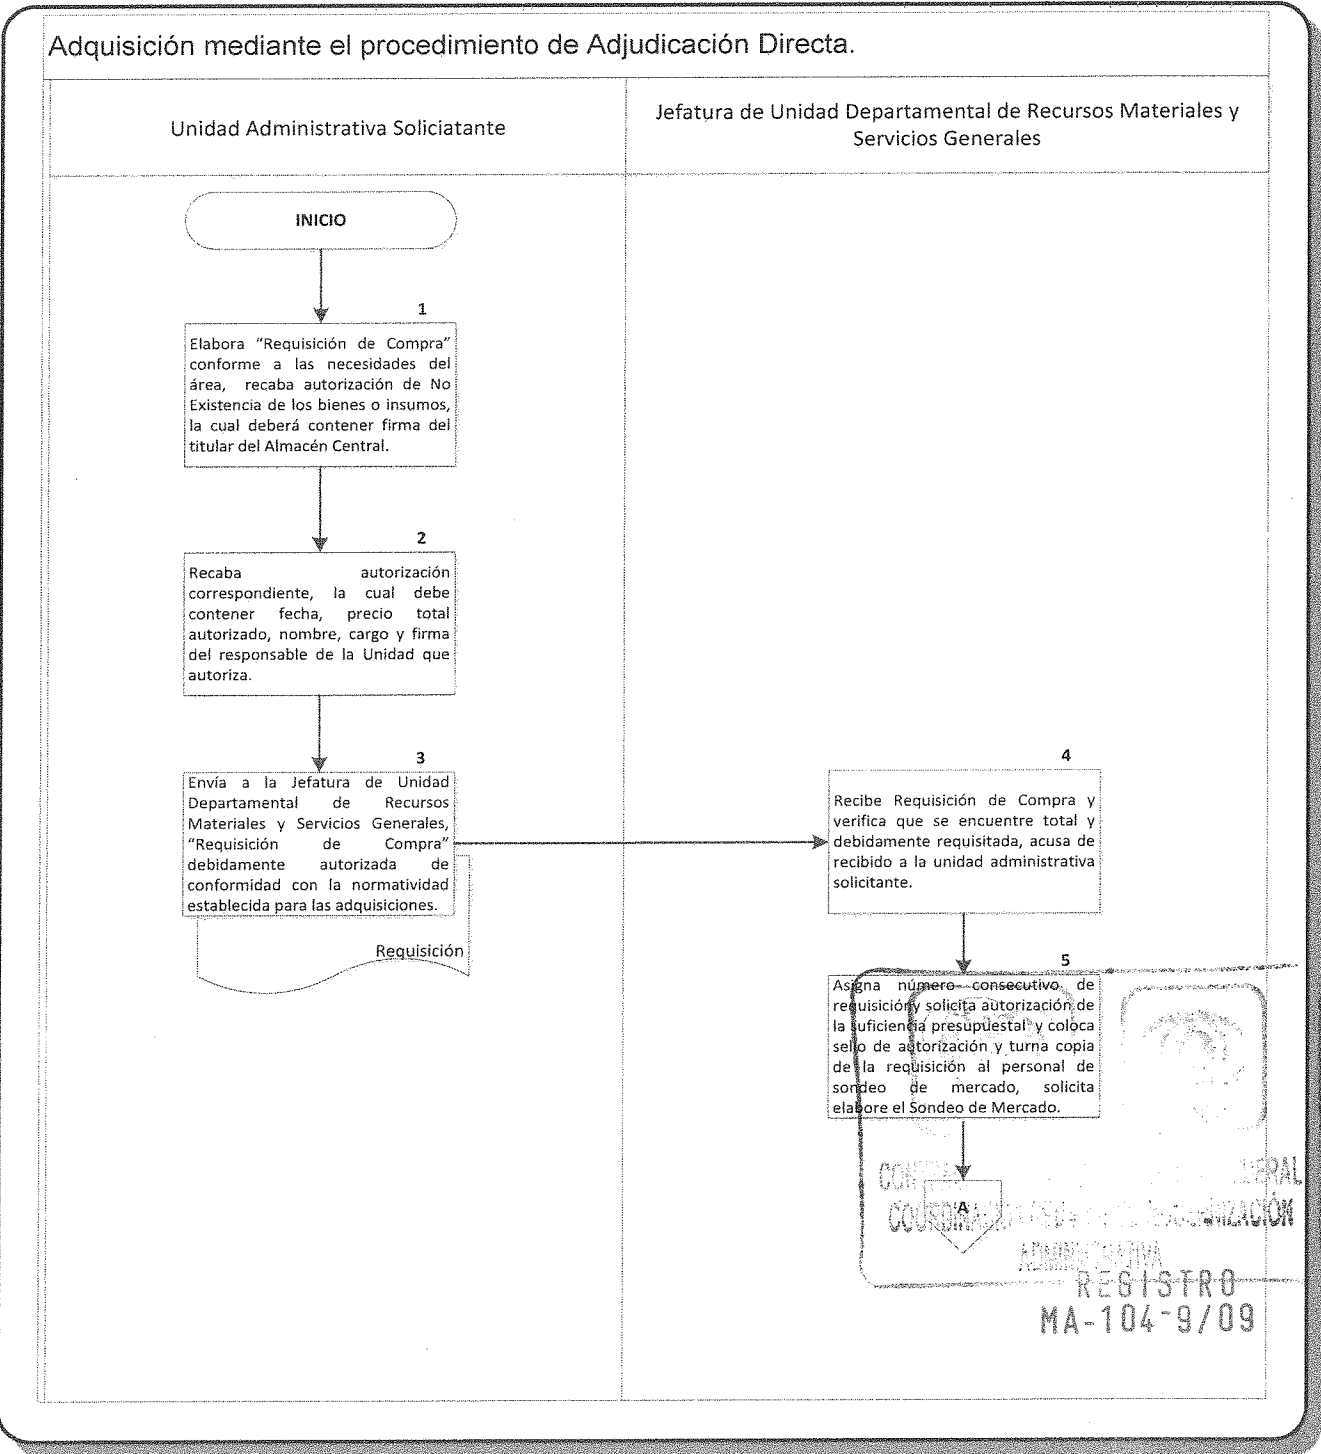 Adquisición mediante el procedimiento de Adjudicación Directa.
Unidad Administrativa Soliciatante
Jefatura de Unidad Departamental de Recursos Materiales y
Servicios Generales
INICIO
1
Elabora “Requisición de Compra”
conforme a las necesidades del
área, recaba autorización de No
Existencia de los bienes o insumos,
la cual deberá contener firma del
titular del Almacén Central.
2
Recaba autorización
correspondiente, la cual debe
contener fecha, precio total
autorizado, nombre, cargo y firma
del responsable de la Unidad que
autoriza.
3
Envía a la Jefatura de Unidad
Departamental de Recursos
Materiales y Servicios Generales,
“Requisición de Compra”
debidamente autorizada de
conformidad con la normatividad
establecida para las adquisiciones.
Requisición
4
Recibe Requisición de Compra y
verifica que se encuentre total y
debidamente requisitada, acusa de
recibido a la unidad administrativa
solicitante.
5
Asigna número consecutivo de
requisición y solicita autorización de
la suficiencia presupuestal y coloca
sello de autorización y turna copia
de la requisición al personal de
sondeo de mercado, solicita
elabore el Sondeo de Mercado.
A
ADMINISTRATIVA
REGISTRO
MA-104-9/09